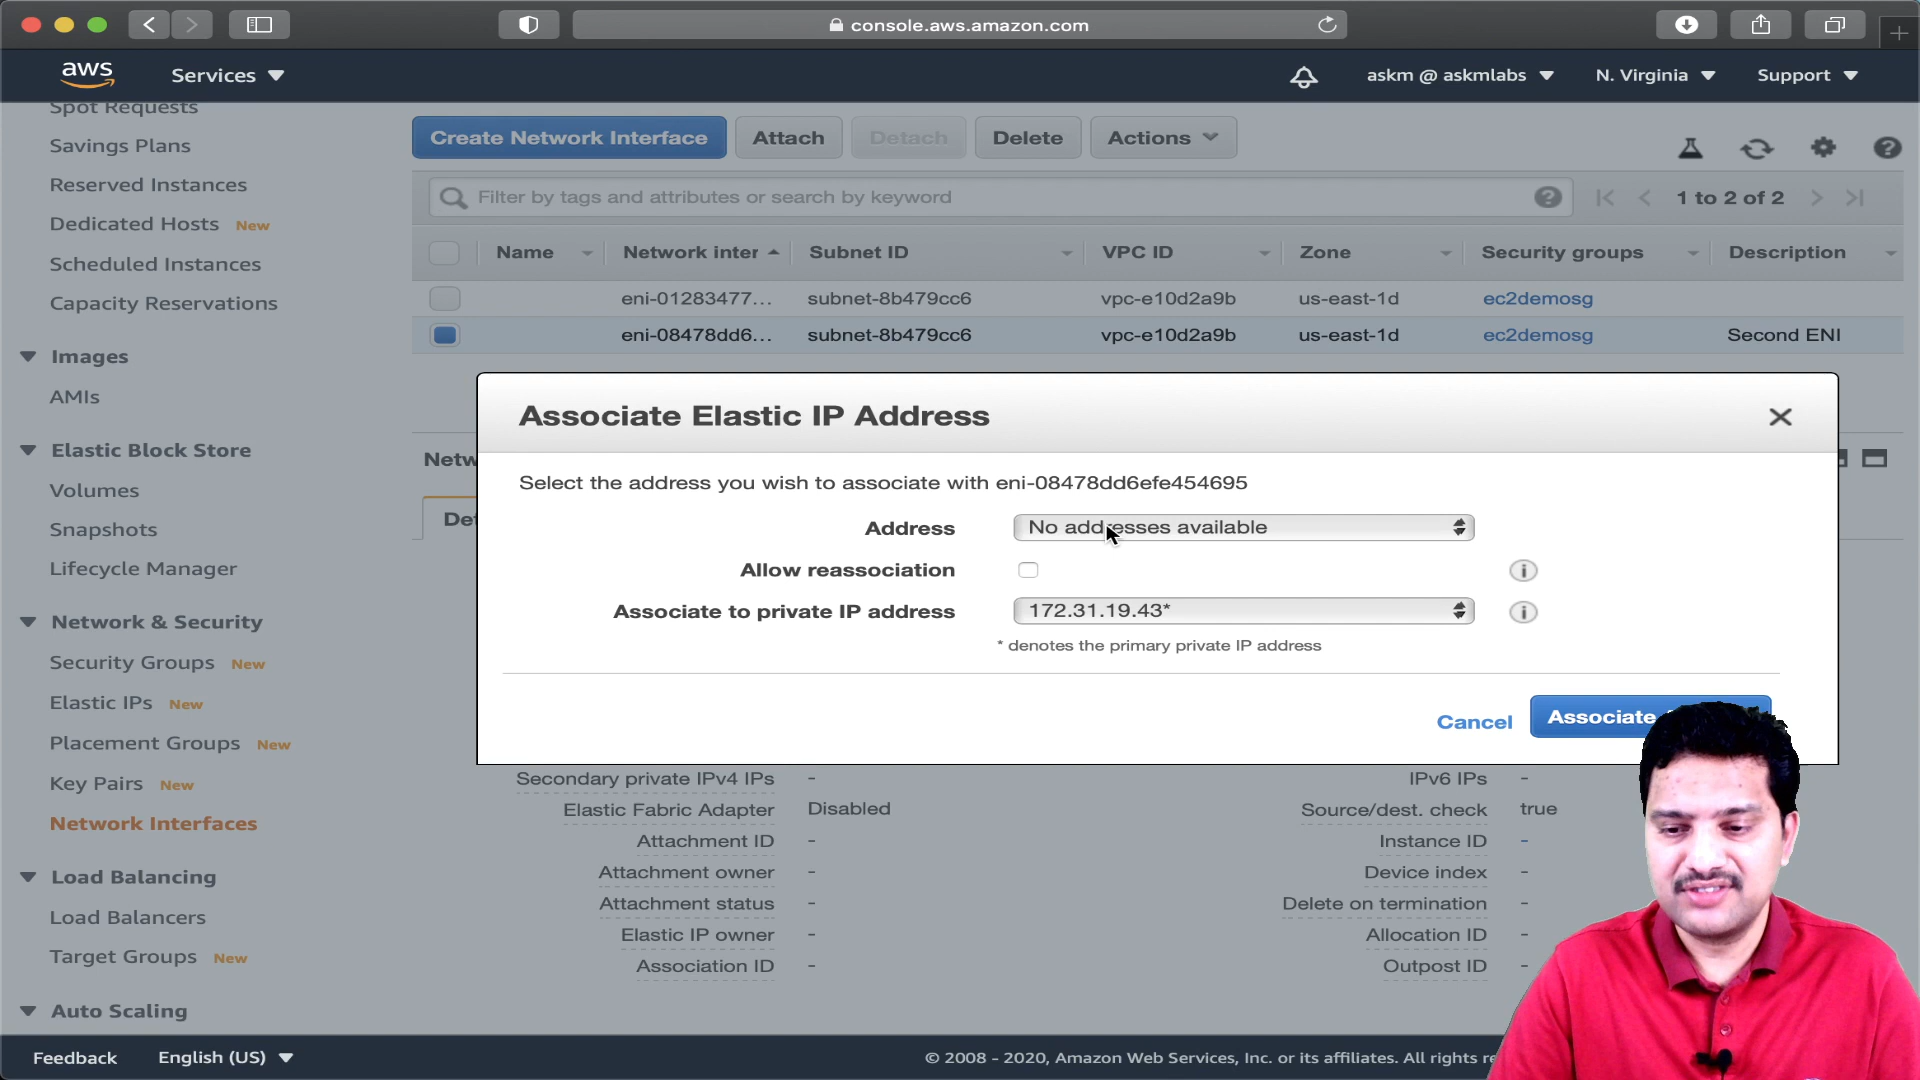 console.aws.amazon.com
aws
Services
askm @ askmlabs
N. Virginia
Support
Spot Requests
Savings Plans
Reserved Instances
Dedicated Hosts New
Scheduled Instances
Capacity Reservations
Images
AMIs
Elastic Block Store
Volumes
Snapshots
Lifecycle Manager
Network & Security
Security Groups New
Elastic IPs New
Placement Groups New
Key Pairs New
Network Interfaces
Load Balancing
Load Balancers
Target Groups New
Auto Scaling
Create Network Interface Attach Detach Delete Actions
Filter by tags and attributes or search by keyword
1 to 2 of 2
Name Network inter Subnet ID VPC ID Zone Security groups Description
eni-01283477... subnet-8b479cc6 vpc-e10d2a9b us-east-1d ec2demosg
eni-08478dd6... subnet-8b479cc6 vpc-e10d2a9b us-east-1d ec2demosg Second ENI
Netw
Det
Associate Elastic IP Address
Select the address you wish to associate with eni-08478dd6efe454695
Address No addresses available
Allow reassociation
Associate to private IP address 172.31.19.43*
* denotes the primary private IP address
Cancel Associate
Secondary private IPv4 IPs - IPv6 IPs -
Elastic Fabric Adapter Disabled Source/dest. check true
Attachment ID - Instance ID -
Attachment owner - Device index -
Attachment status - Delete on termination -
Elastic IP owner - Allocation ID -
Association ID - Outpost ID -
Feedback English (US)
© 2008 - 2020, Amazon Web Services, Inc. or its affiliates. All rights re